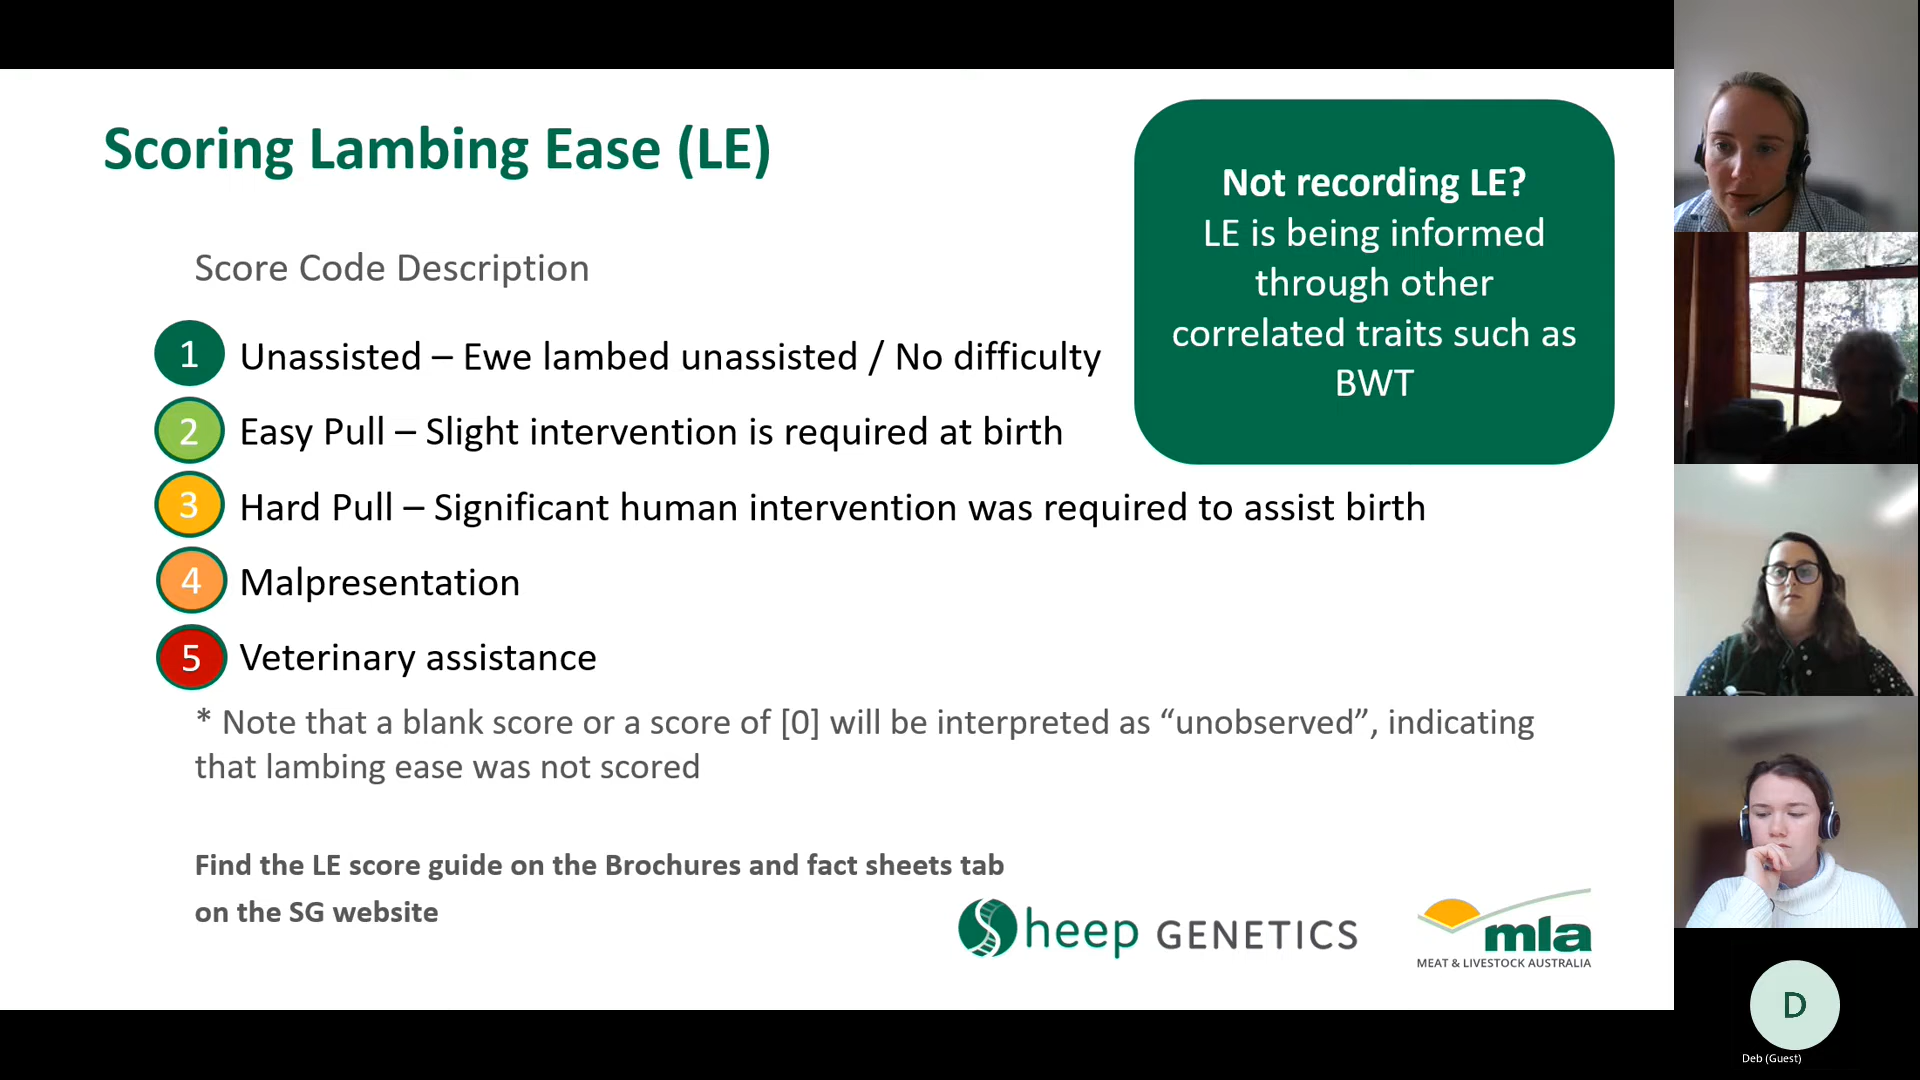 Scoring Lambing Ease (LE)
Not recording LE?
LE is being informed
through other
correlated traits such as
BWT
Score Code Description
1 Unassisted – Ewe lambed unassisted / No difficulty
2 Easy Pull – Slight intervention is required at birth
3 Hard Pull – Significant human intervention was required to assist birth
4 Malpresentation
5 Veterinary assistance
* Note that a blank score or a score of [0] will be interpreted as “unobserved”, indicating
that lambing ease was not scored
Find the LE score guide on the Brochures and fact sheets tab
on the SG website
Sheep GENETICS
mla
MEAT & LIVESTOCK AUSTRALIA
D
Deb (Guest)